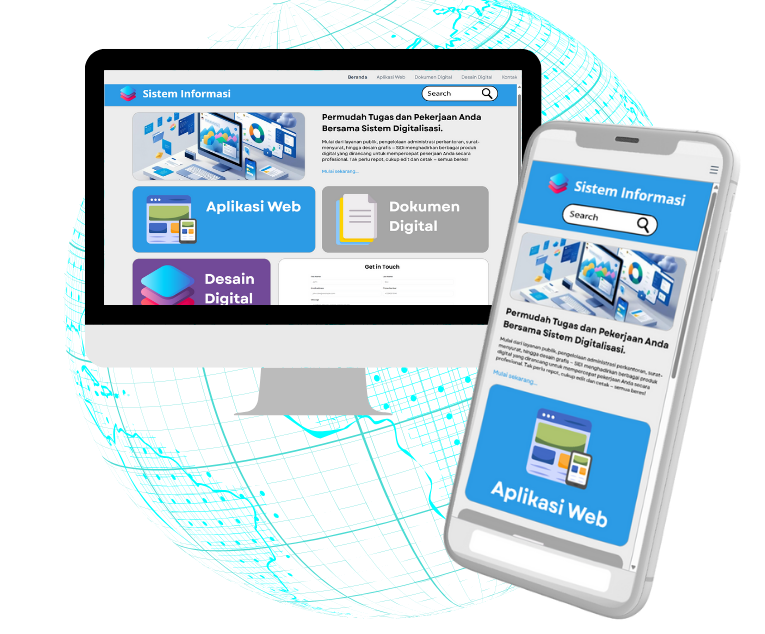 Beranda Aplikasi Web Dokumen Digital Desain Digital Kontak
Sistem Informasi
Search
Permudah Tugas dan Pekerjaan Anda
Bersama Sistem Digitalisasi.
Mulai dari layanan publik, pengelolaan administrasi perkantoran, surat-
menyurat, hingga desain grafis – SIDI menghadirkan berbagai produk
digital yang dirancang untuk mempercepat pekerjaan Anda secara
profesional. Tak perlu repot, cukup edit dan cetak – semua beres!
Mulai sekarang...
Aplikasi Web
Dokumen
Digital
Desain
Digital
Get in Touch
Sistem Informasi
Search
Permudah Tugas dan Pekerjaan Anda
Bersama Sistem Digitalisasi.
Mulai dari layanan publik, pengelolaan administrasi perkantoran, surat-
menyurat, hingga desain grafis – SIDI menghadirkan berbagai produk
digital yang dirancang untuk mempercepat pekerjaan Anda secara
profesional. Tak perlu repot, cukup edit dan cetak – semua beres!
Mulai sekarang...
Aplikasi Web